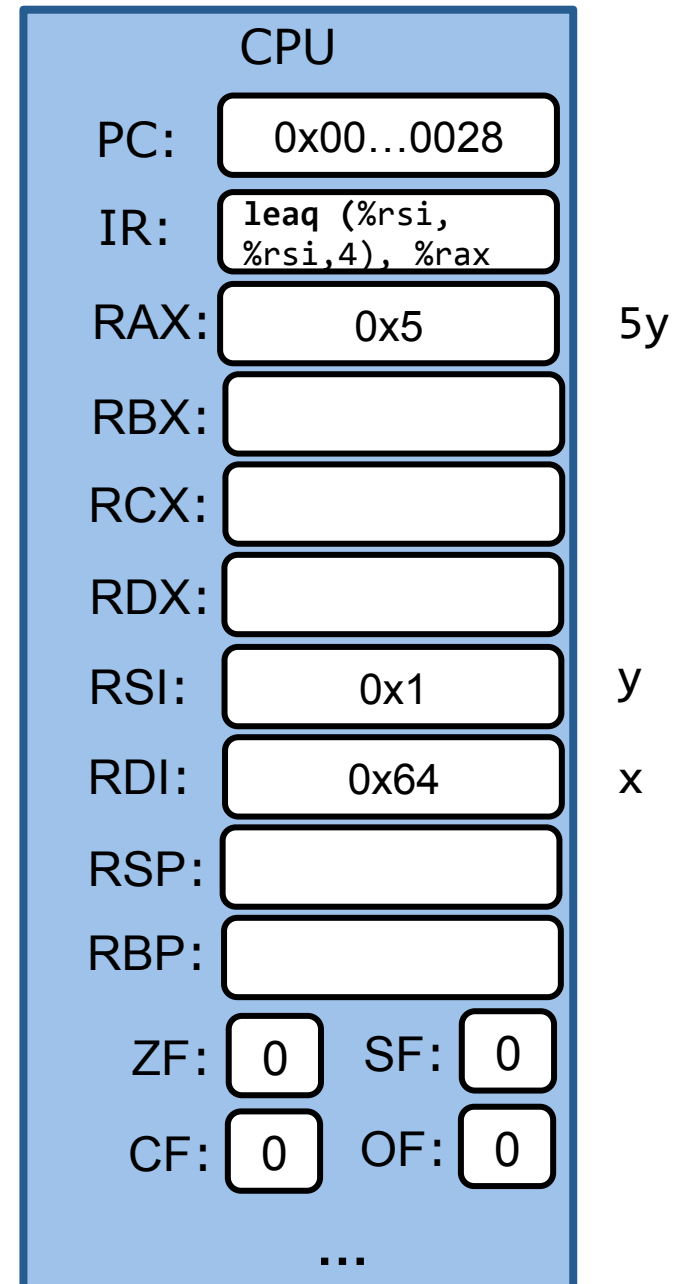 CPU
PC: 0x00…0028
IR: leaq (%rsi,
%rsi,4), %rax
RAX: 0x5 5y
RBX:
RCX:
RDX:
RSI: 0x1 y
RDI: 0x64 x
RSP:
RBP:
ZF: 0 SF: 0
CF: 0 OF: 0
...